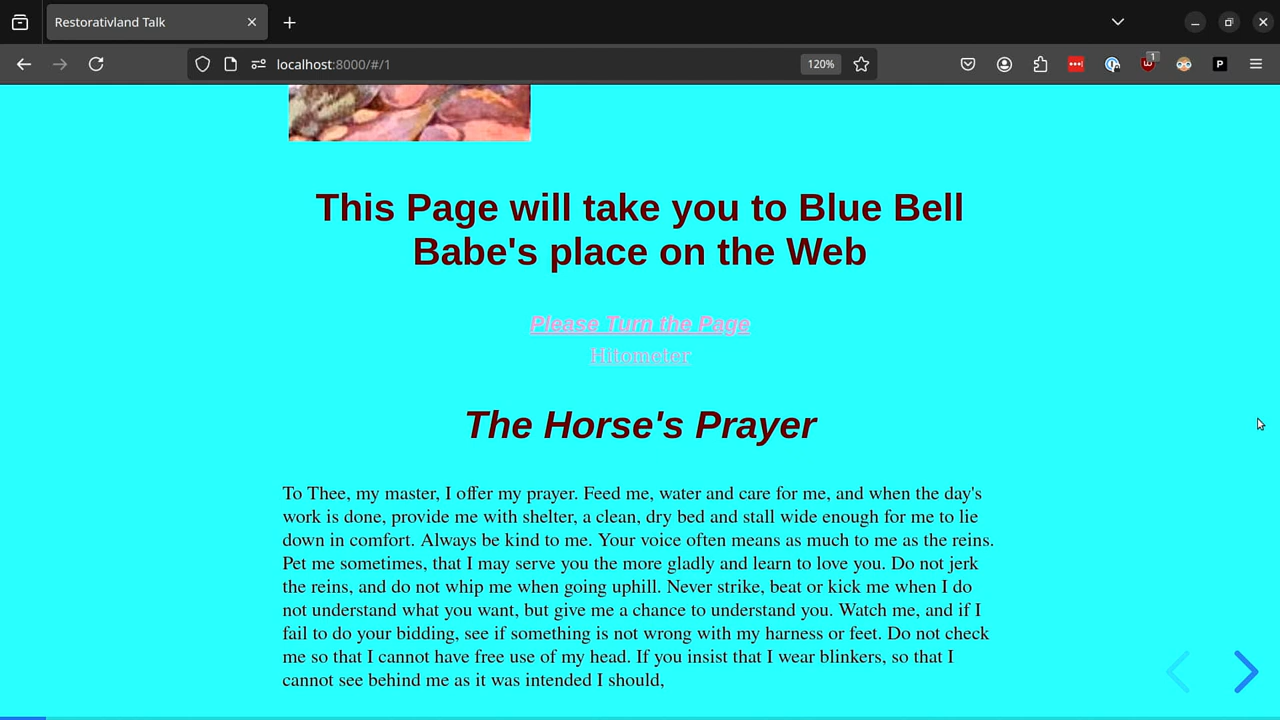 Restorativland Talk
localhost:8000/#/1
120%
1
P
This Page will take you to Blue Bell
Babe's place on the Web
Please Turn the Page
Hitometer
The Horse's Prayer
To Thee, my master, I offer my prayer. Feed me, water and care for me, and when the day's
work is done, provide me with shelter, a clean, dry bed and stall wide enough for me to lie
down in comfort. Always be kind to me. Your voice often means as much to me as the reins.
Pet me sometimes, that I may serve you the more gladly and learn to love you. Do not jerk
the reins, and do not whip me when going uphill. Never strike, beat or kick me when I do
not understand what you want, but give me a chance to understand you. Watch me, and if I
fail to do your bidding, see if something is not wrong with my harness or feet. Do not check
me so that I cannot have free use of my head. If you insist that I wear blinkers, so that I
cannot see behind me as it was intended I should,